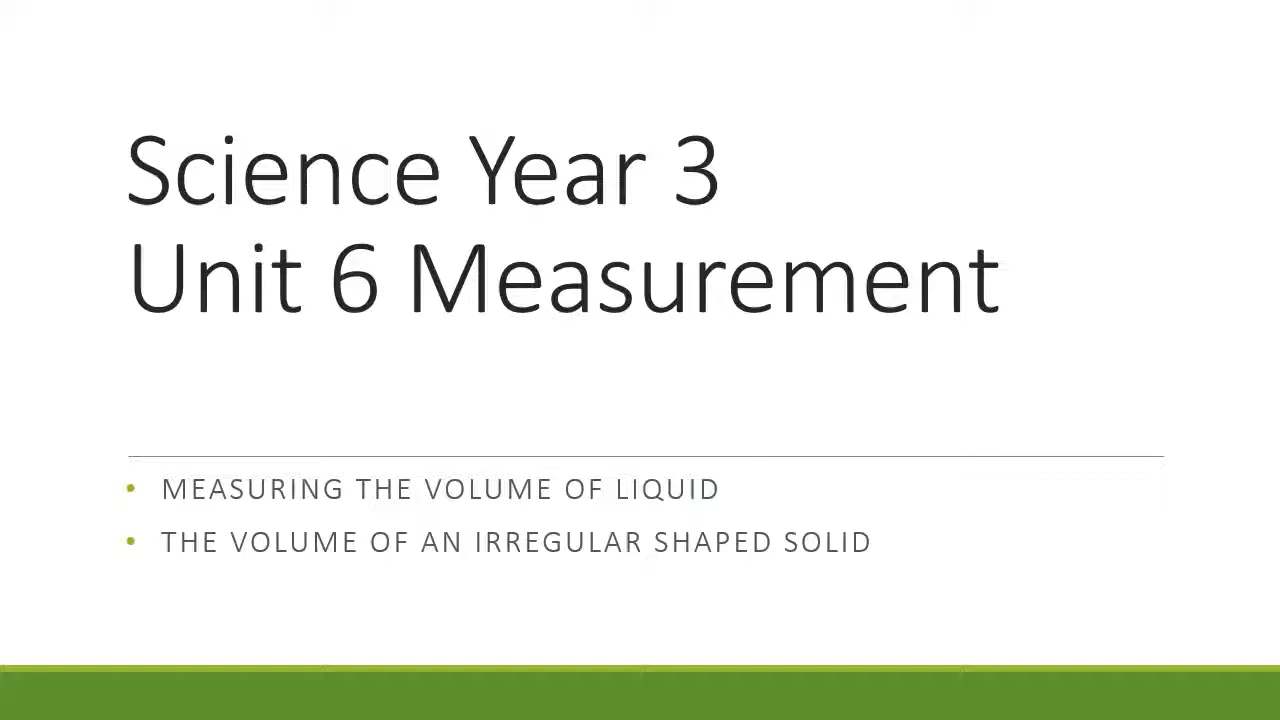 Science Year 3
Unit 6 Measurement
• MEASURING THE VOLUME OF LIQUID
• THE VOLUME OF AN IRREGULAR SHAPED SOLID